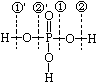 ①' ②' ① ②
O
H-O-P-O-H
O
H